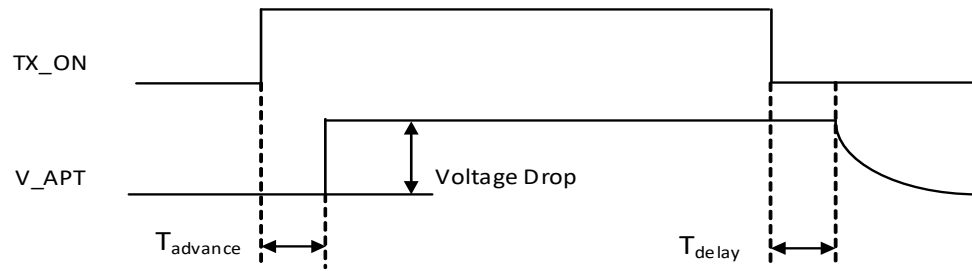 TX_ON
V_APT
Voltage Drop
Tadvance
Tdelay